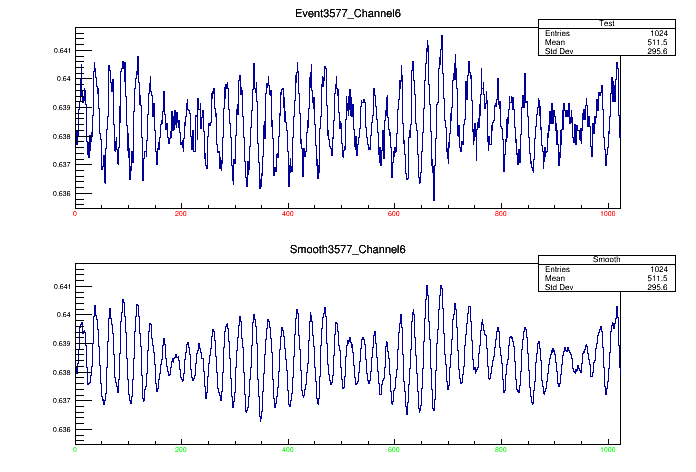 Event3577_Channel6
Test
Entries 1024
Mean 511.5
Std Dev 295.6
0.641
0.64
0.639
0.638
0.637
0.636
0 200 400 600 800 1000
Smooth3577_Channel6
Smooth
Entries 1024
Mean 511.5
Std Dev 295.6
0.641
0.64
0.639
0.638
0.637
0.636
0 200 400 600 800 1000